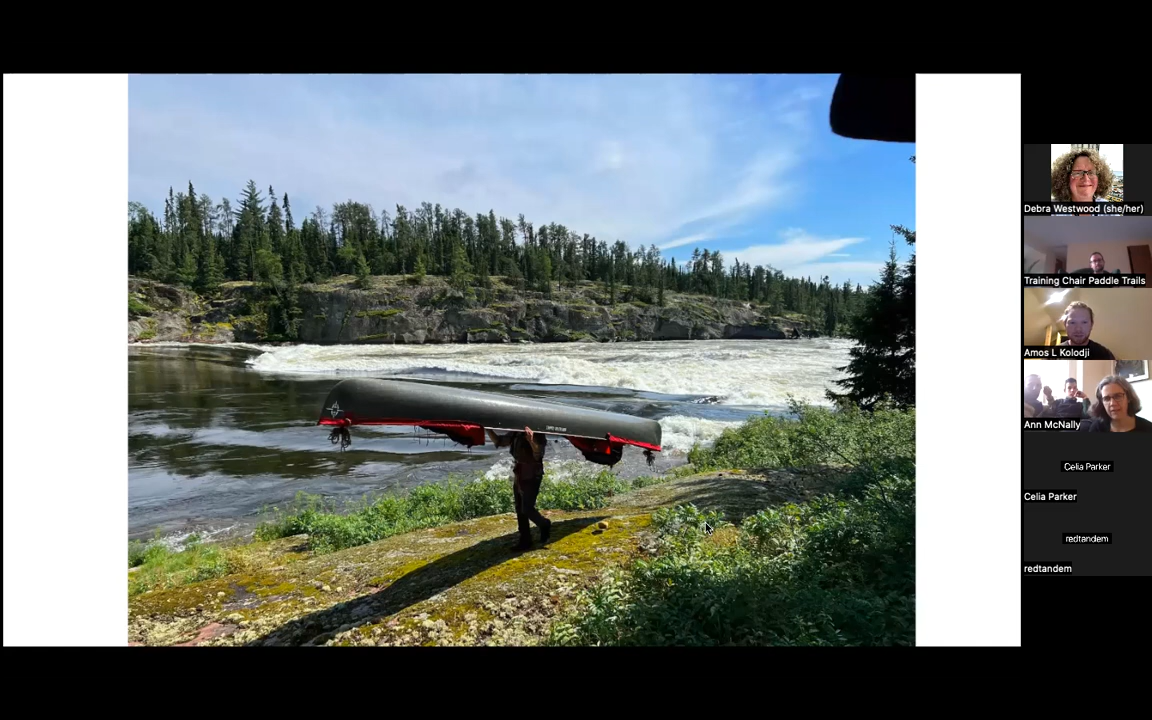 Debra Westwood (she/her)
Training Chair Paddle Trails
Amos L Kolodji
Ann McNally
Celia Parker
Celia Parker
redtandem
redtandem